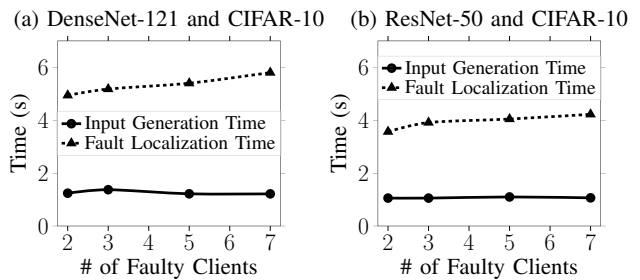 (a) DenseNet-121 and CIFAR-10
6
4
2
0
Time (s)
Input Generation Time
Fault Localization Time
2 3 4 5 6 7
# of Faulty Clients
(b) ResNet-50 and CIFAR-10
6
4
2
0
Time (s)
Input Generation Time
Fault Localization Time
2 3 4 5 6 7
# of Faulty Clients